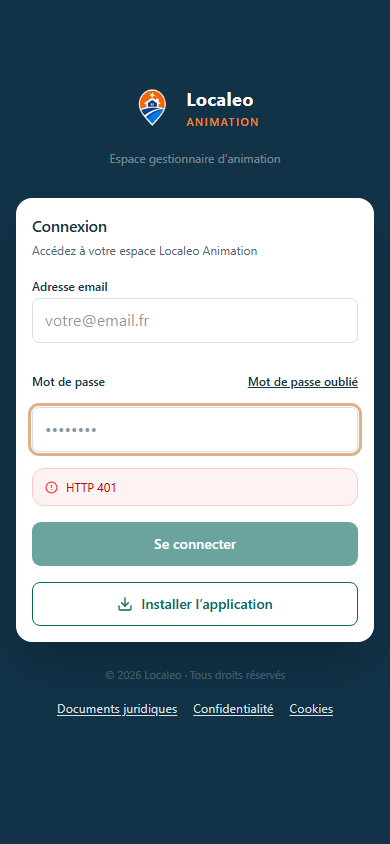 Localeo
ANIMATION
Espace gestionnaire d'animation
Connexion
Accédez à votre espace Localeo Animation
Adresse email
votre@email.fr
Mot de passe
Mot de passe oublié
••••••••
HTTP 401
Se connecter
Installer l’application
© 2026 Localeo · Tous droits réservés
Documents juridiques
Confidentialité
Cookies